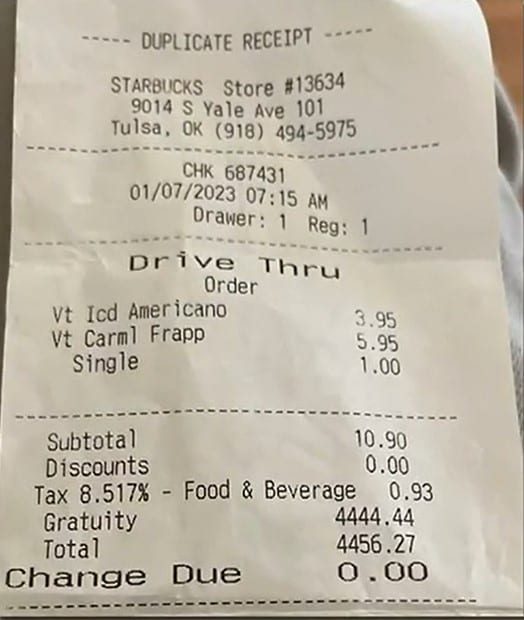 ----- DUPLICATE RECEIPT -----
STARBUCKS Store #13634
9014 S Yale Ave 101
Tulsa, OK (918) 494-5975
CHK 687431
01/07/2023 07:15 AM
Drawer: 1 Reg: 1
Drive Thru
Order
Vt Icd Americano 3.95
Vt Carml Frapp 5.95
Single 1.00
Subtotal 10.90
Discounts 0.00
Tax 8.517% - Food & Beverage 0.93
Gratuity 4444.44
Total 4456.27
Change Due 0.00